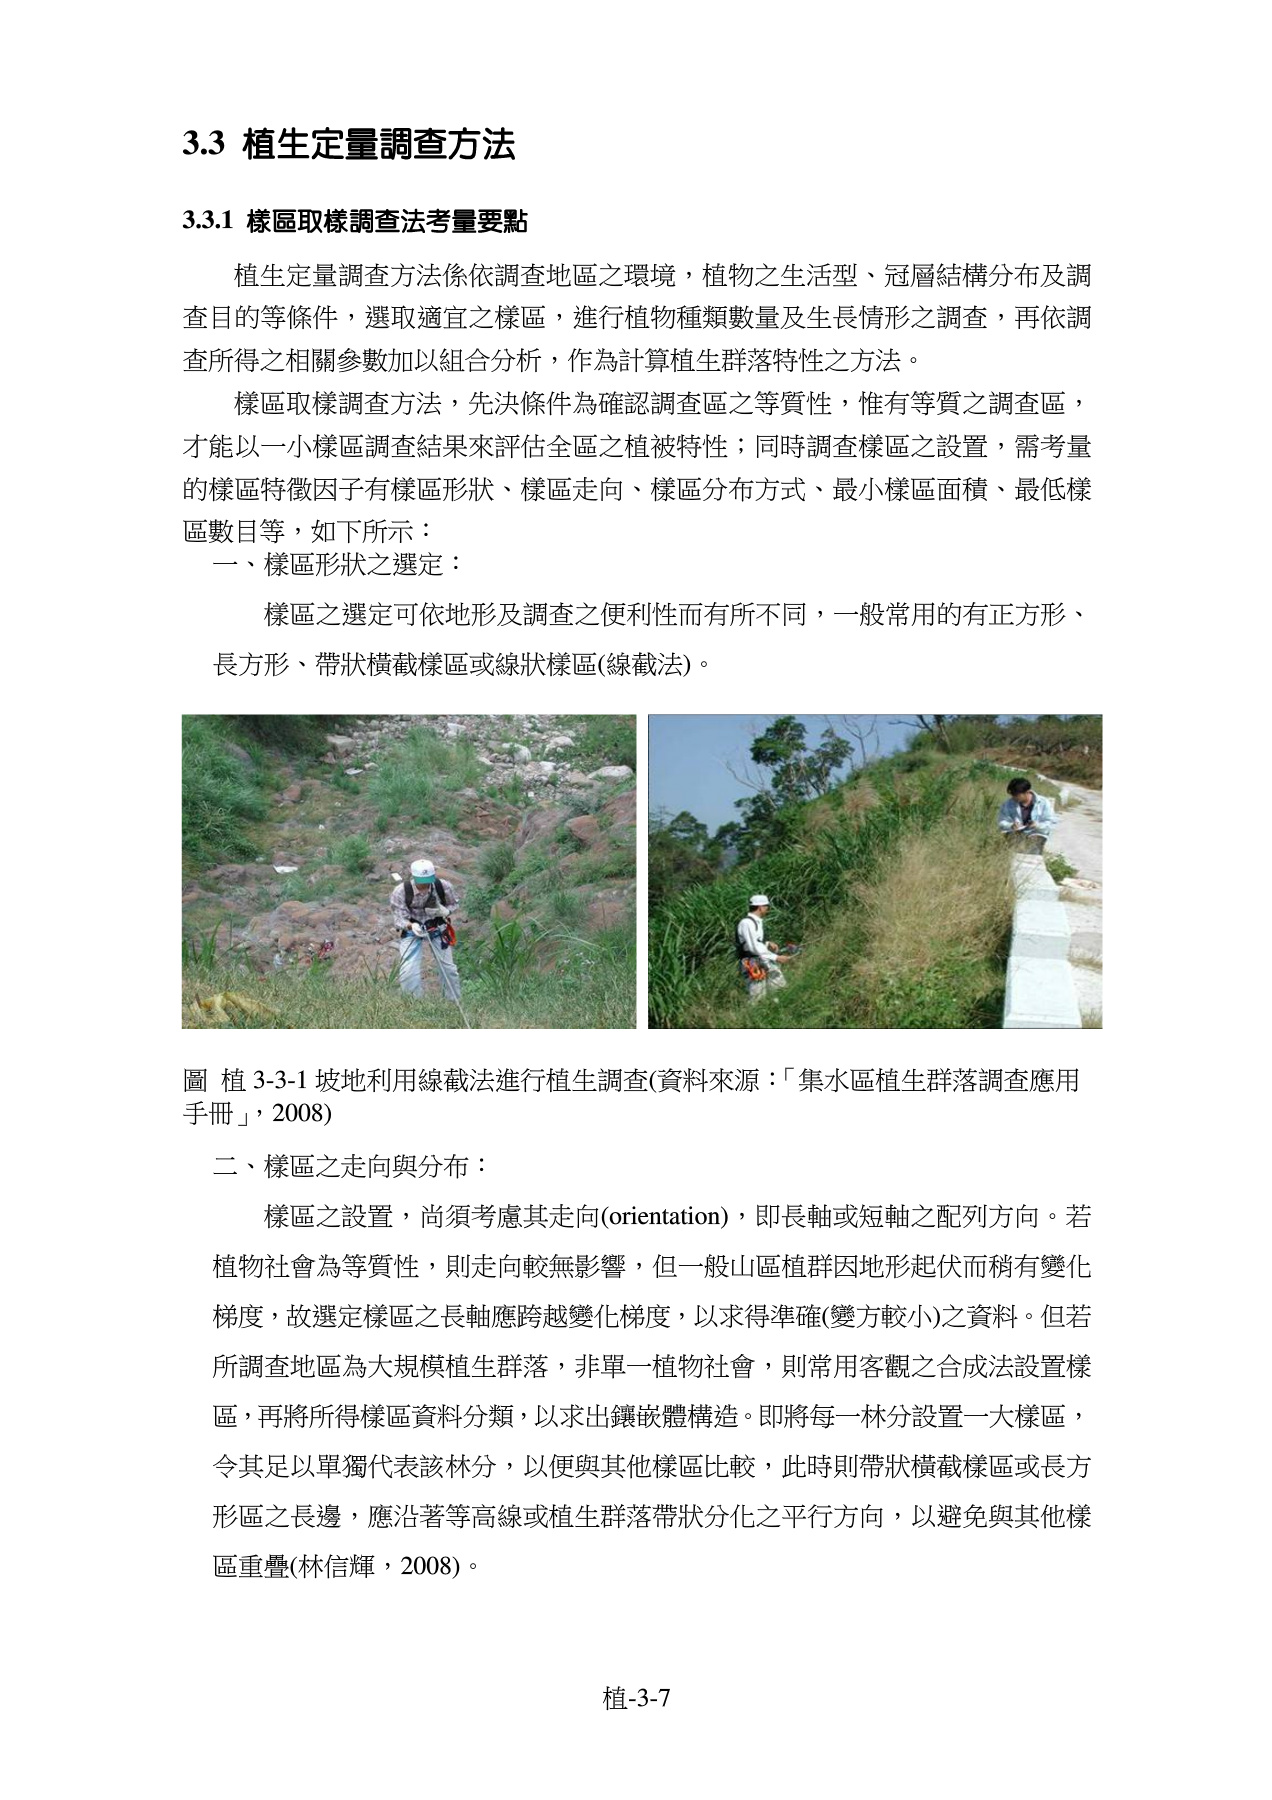 3.3 植生定量調查方法
3.3.1 樣區取樣調查法考量要點
植生定量調查方法係依調查地區之環境，植物之生活型、冠層結構分布及調
查目的等條件，選取適宜之樣區，進行植物種類數量及生長情形之調查，再依調
查所得之相關參數加以組合分析，作為計算植生群落特性之方法。
樣區取樣調查方法，先決條件為確認調查區之等質性，惟有等質之調查區，
才能以一小樣區調查結果來評估全區之植被特性；同時調查樣區之設置，需考量
的樣區特徵因子有樣區形狀、樣區走向、樣區分布方式、最小樣區面積、最低樣
區數目等，如下所示：
一、樣區形狀之選定：
樣區之選定可依地形及調查之便利性而有所不同，一般常用的有正方形、
長方形、帶狀橫截樣區或線狀樣區(線截法)。
圖 植 3-3-1 坡地利用線截法進行植生調查(資料來源：「集水區植生群落調查應用
手冊」，2008)
二、樣區之走向與分布：
樣區之設置，尚須考慮其走向(orientation)，即長軸或短軸之配列方向。若
植物社會為等質性，則走向較無影響，但一般山區植群因地形起伏而稍有變化
梯度，故選定樣區之長軸應跨越變化梯度，以求得準確(變方較小)之資料。但若
所調查地區為大規模植生群落，非單一植物社會，則常用客觀之合成法設置樣
區，再將所得樣區資料分類，以求出鑲嵌體構造。即將每一林分設置一大樣區，
令其足以單獨代表該林分，以便與其他樣區比較，此時則帶狀橫截樣區或長方
形區之長邊，應沿著等高線或植生群落帶狀分化之平行方向，以避免與其他樣
區重疊(林信輝，2008)。
植-3-7